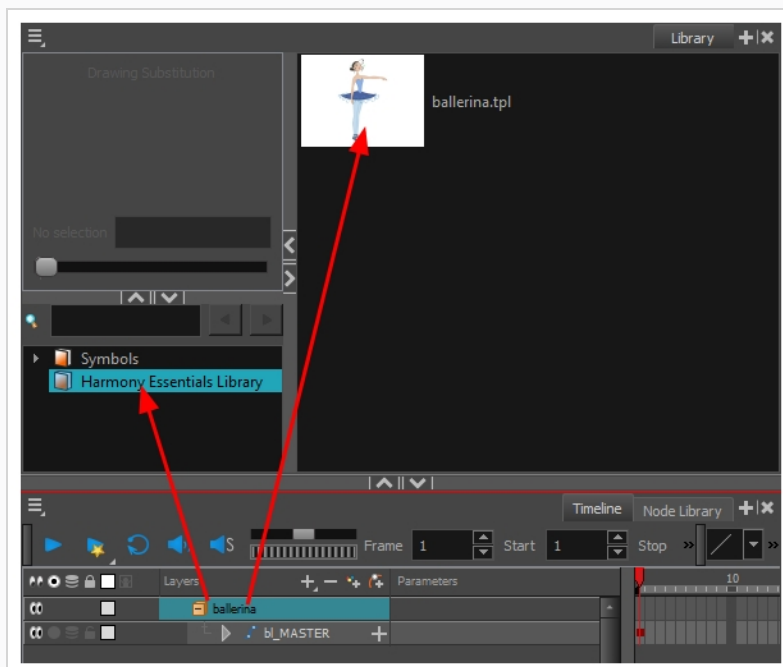 Library
Drawing Substitution
ballerina.tpl
No selection
Symbols
Harmony Essentials Library
Timeline
Node Library
S
Frame 1
Start 1
Stop
Layers
Parameters
10
ballerina
bl_MASTER